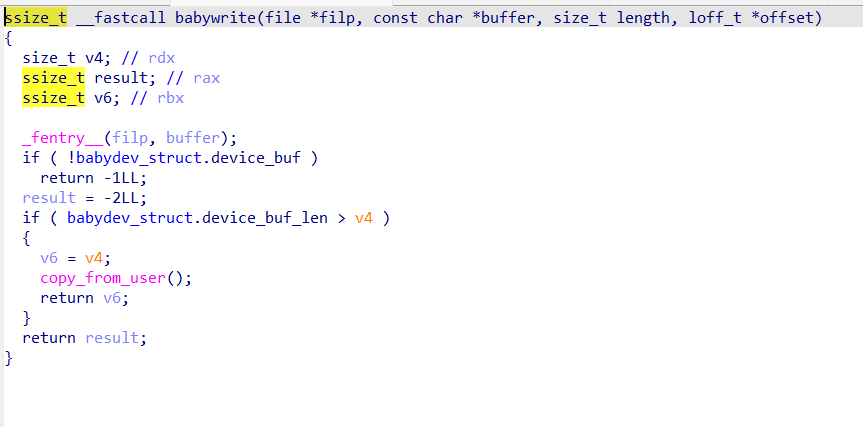 ssize_t __fastcall babywrite(file *filp, const char *buffer, size_t length, loff_t *offset)
{
  size_t v4; // rdx
  ssize_t result; // rax
  ssize_t v6; // rbx

  _fentry__(filp, buffer);
  if ( !babydev_struct.device_buf )
    return -1LL;
  result = -2LL;
  if ( babydev_struct.device_buf_len > v4 )
  {
    v6 = v4;
    copy_from_user();
    return v6;
  }
  return result;
}